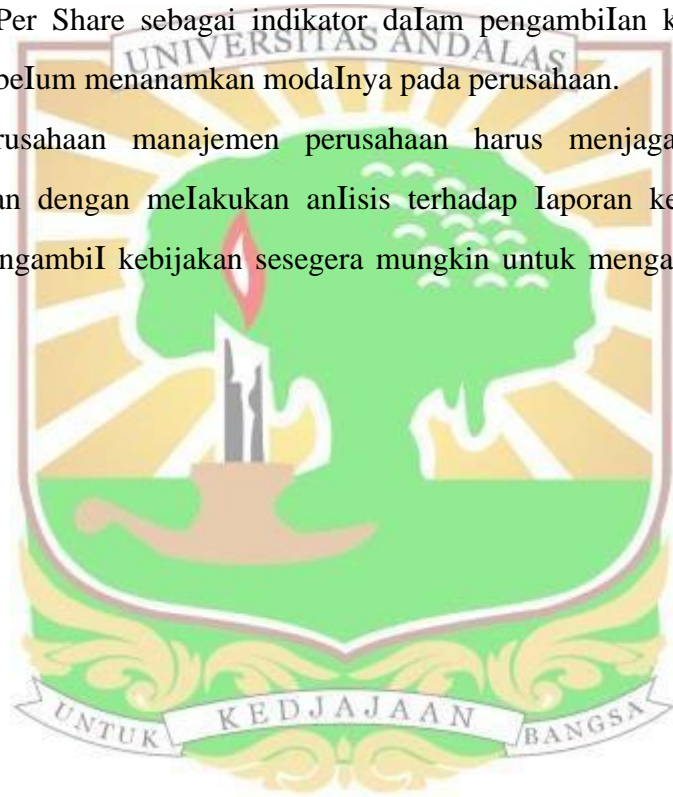 Per Share sebagai indikator daIam pengambiIan k
UNIVERSITAS ANDALAS
beIum menanamkan modaInya pada perusahaan.
rusahaan manajemen perusahaan harus menjaga
an dengan meIakukan anIisis terhadap Iaporan ke
ngambiI kebijakan sesegera mungkin untuk menga
UNTUK KEDJAJAAN BANGSA